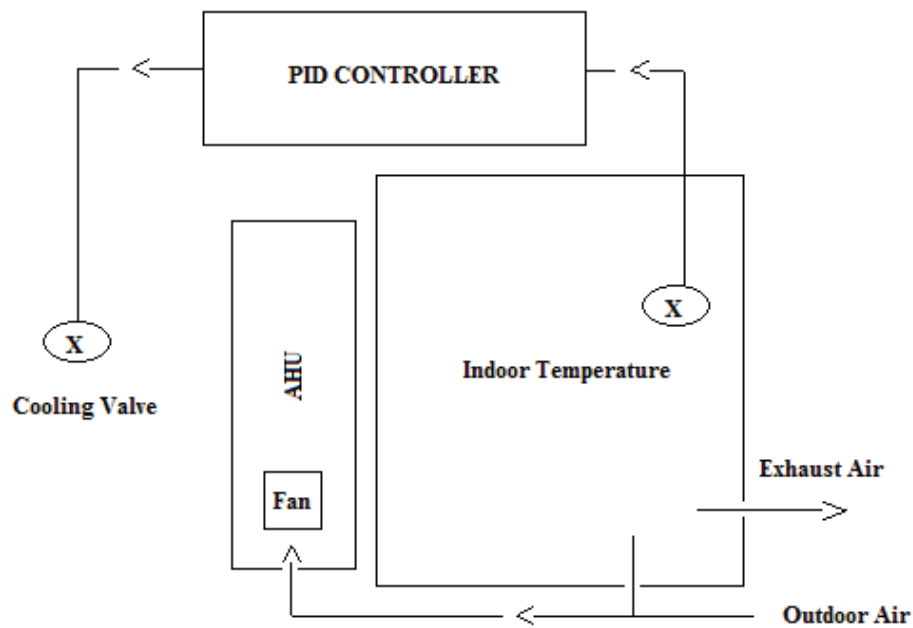 PID CONTROLLER
X
X
Cooling Valve
AHU
Indoor Temperature
Fan
Exhaust Air
Outdoor Air